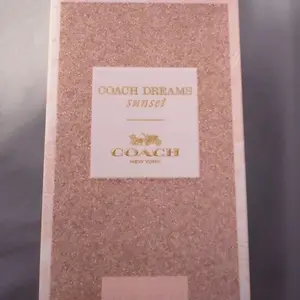 COACH DREAMS
sunset
COACH
NEW YORK